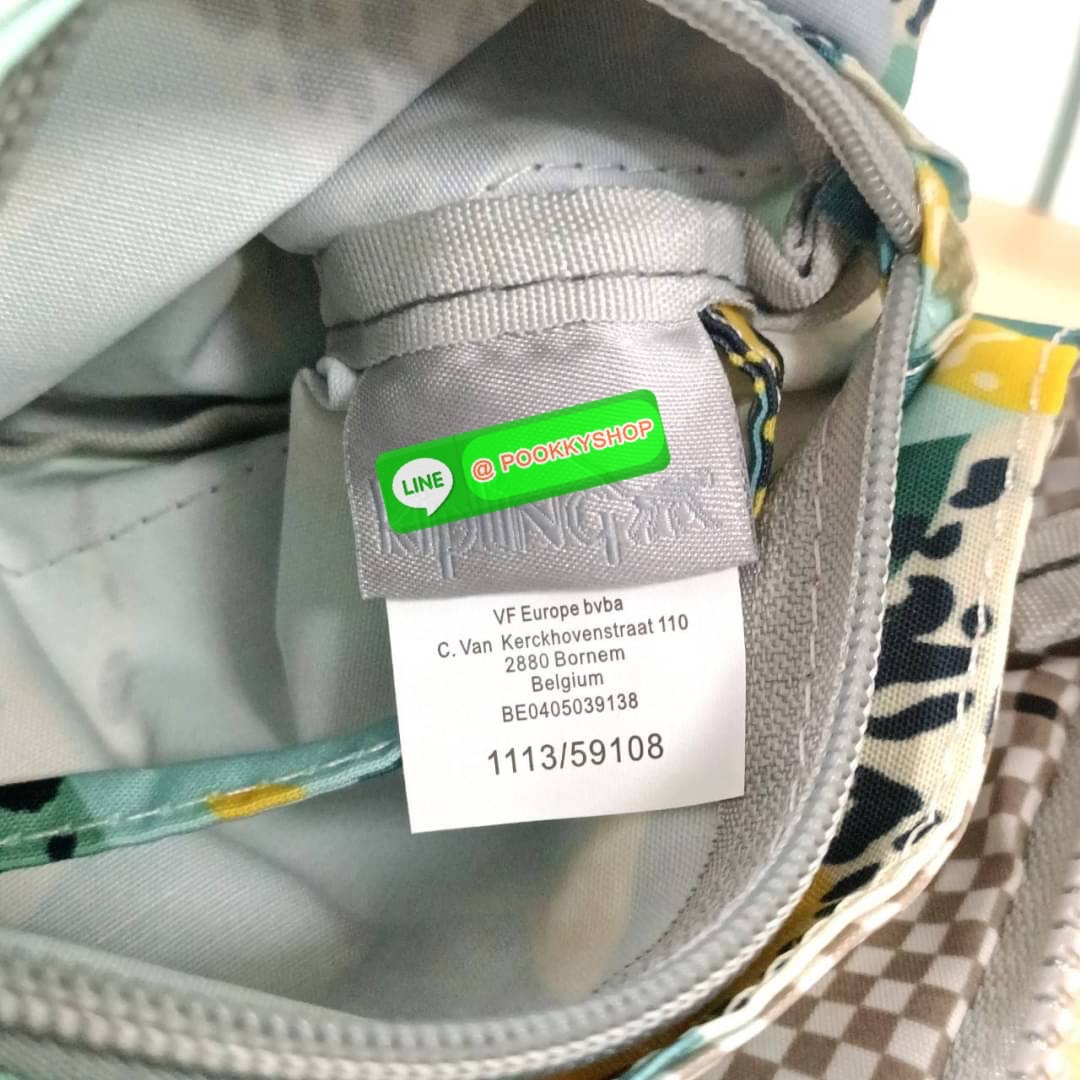 LINE @ POOKKYSHOP
KIPLING
VF Europe bvba
C. Van Kerckhovenstraat 110
2880 Bornem
Belgium
BE0405039138
1113/59108